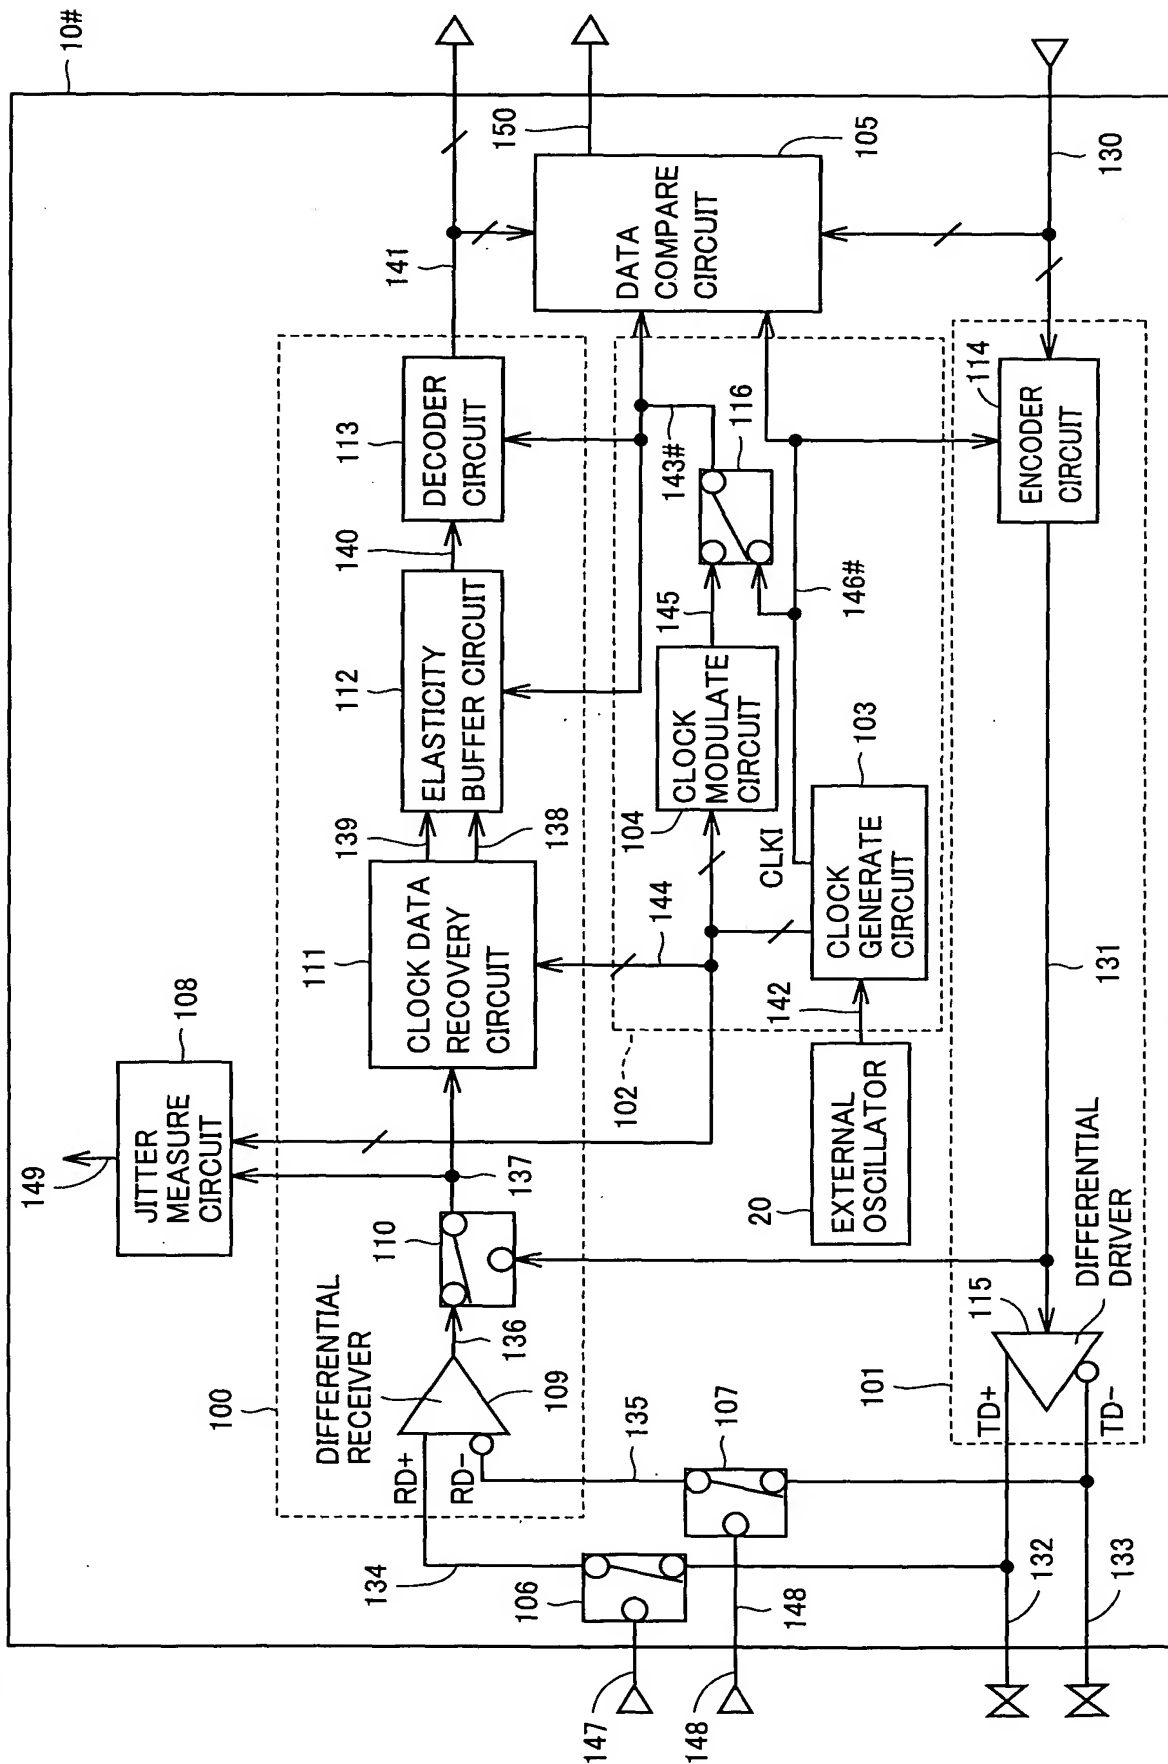 10#
149
JITTER
MEASURE
CIRCUIT
108
100
DIFFERENTIAL
RECEIVER
RD+
RD−
109
136
110
137
111
CLOCK DATA
RECOVERY
CIRCUIT
139
138
112
ELASTICITY
BUFFER CIRCUIT
140
113
DECODER
CIRCUIT
141
150
DATA
COMPARE
CIRCUIT
105
134
106
147
135
107
148
148
102
20
EXTERNAL
OSCILLATOR
142
144
CLOCK
GENERATE
CIRCUIT
103
CLKI
104
CLOCK
MODULATE
CIRCUIT
145
143#
116
146#
101
TD+
TD−
115
DIFFERENTIAL
DRIVER
131
ENCODER
CIRCUIT
114
130
132
133